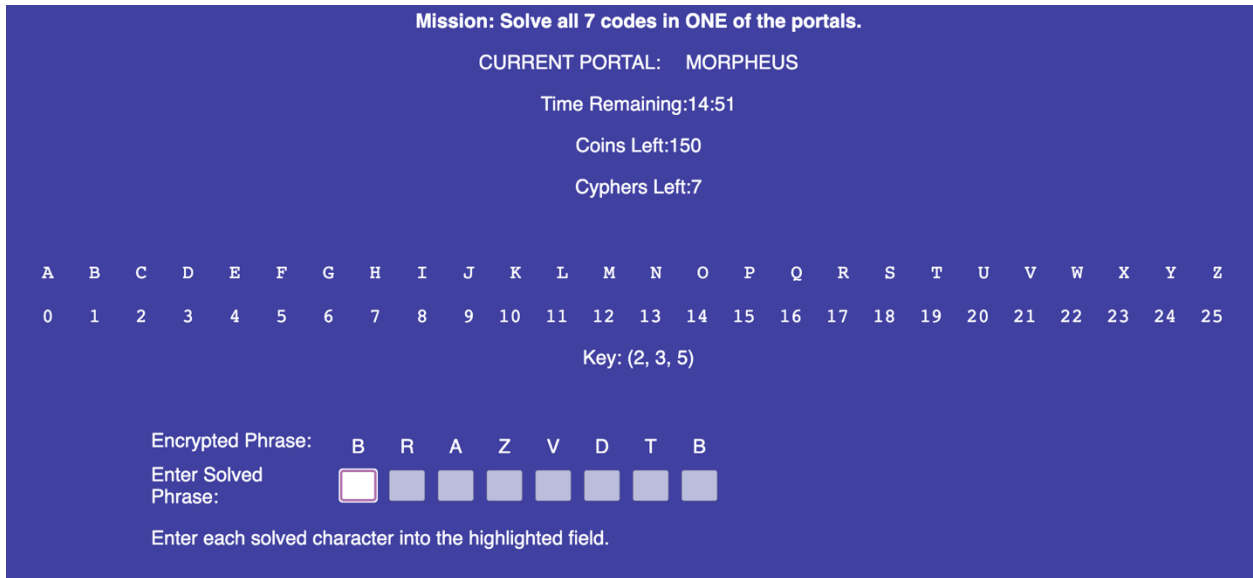 Mission: Solve all 7 codes in ONE of the portals.
CURRENT PORTAL: MORPHEUS
Time Remaining:14:51
Coins Left:150
Cyphers Left:7
A B C D E F G H I J K L M N O P Q R S T U V W X Y Z
0 1 2 3 4 5 6 7 8 9 10 11 12 13 14 15 16 17 18 19 20 21 22 23 24 25
Key: (2, 3, 5)
Encrypted Phrase: B R A Z V D T B
Enter Solved
Phrase:
Enter each solved character into the highlighted field.